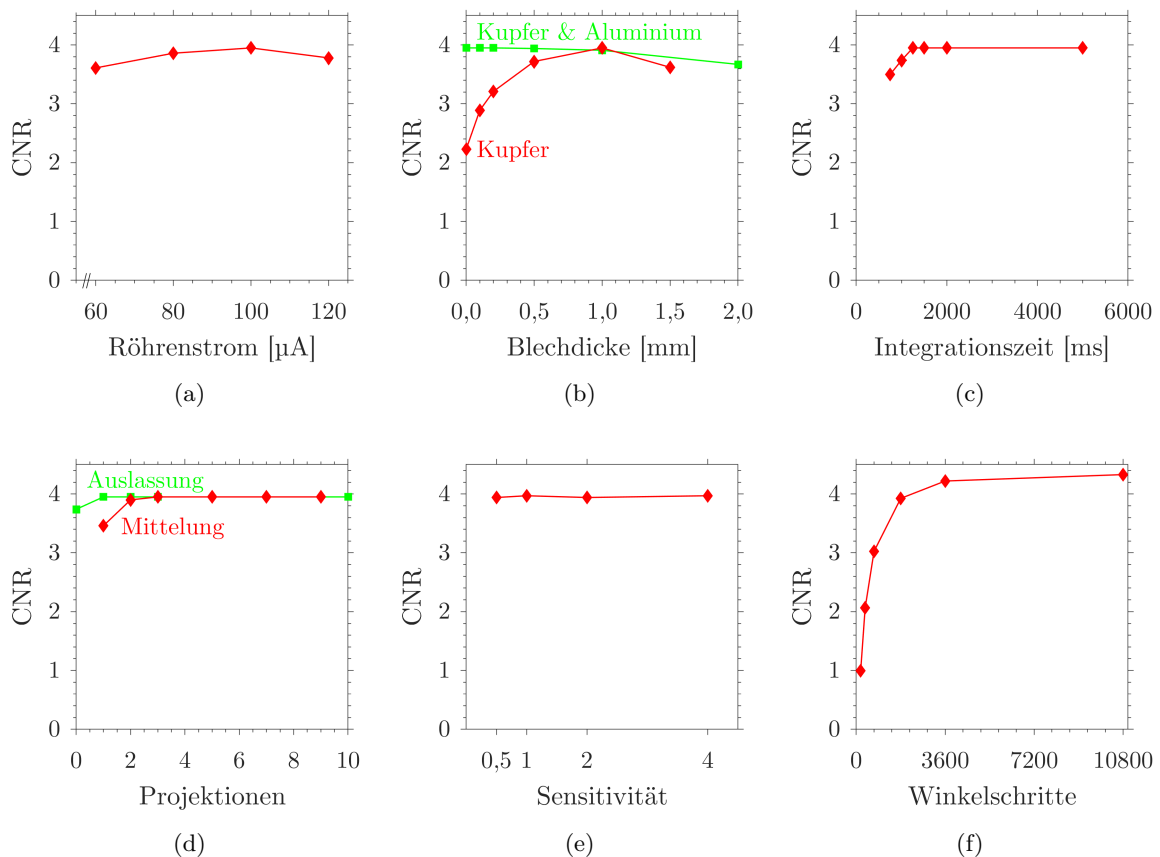 4
3
2
1
0
CNR
60 80 100 120
Röhrenstrom [µA]
(a)
Kupfer & Aluminium
Kupfer
4
3
2
1
0
CNR
0,0 0,5 1,0 1,5 2,0
Blechdicke [mm]
(b)
4
3
2
1
0
CNR
0 2000 4000 6000
Integrationszeit [ms]
(c)
Auslassung
Mittelung
4
3
2
1
0
CNR
0 2 4 6 8 10
Projektionen
(d)
4
3
2
1
0
CNR
0,5 1 2 4
Sensitivität
(e)
4
3
2
1
0
CNR
0 3600 7200 10800
Winkelschritte
(f)